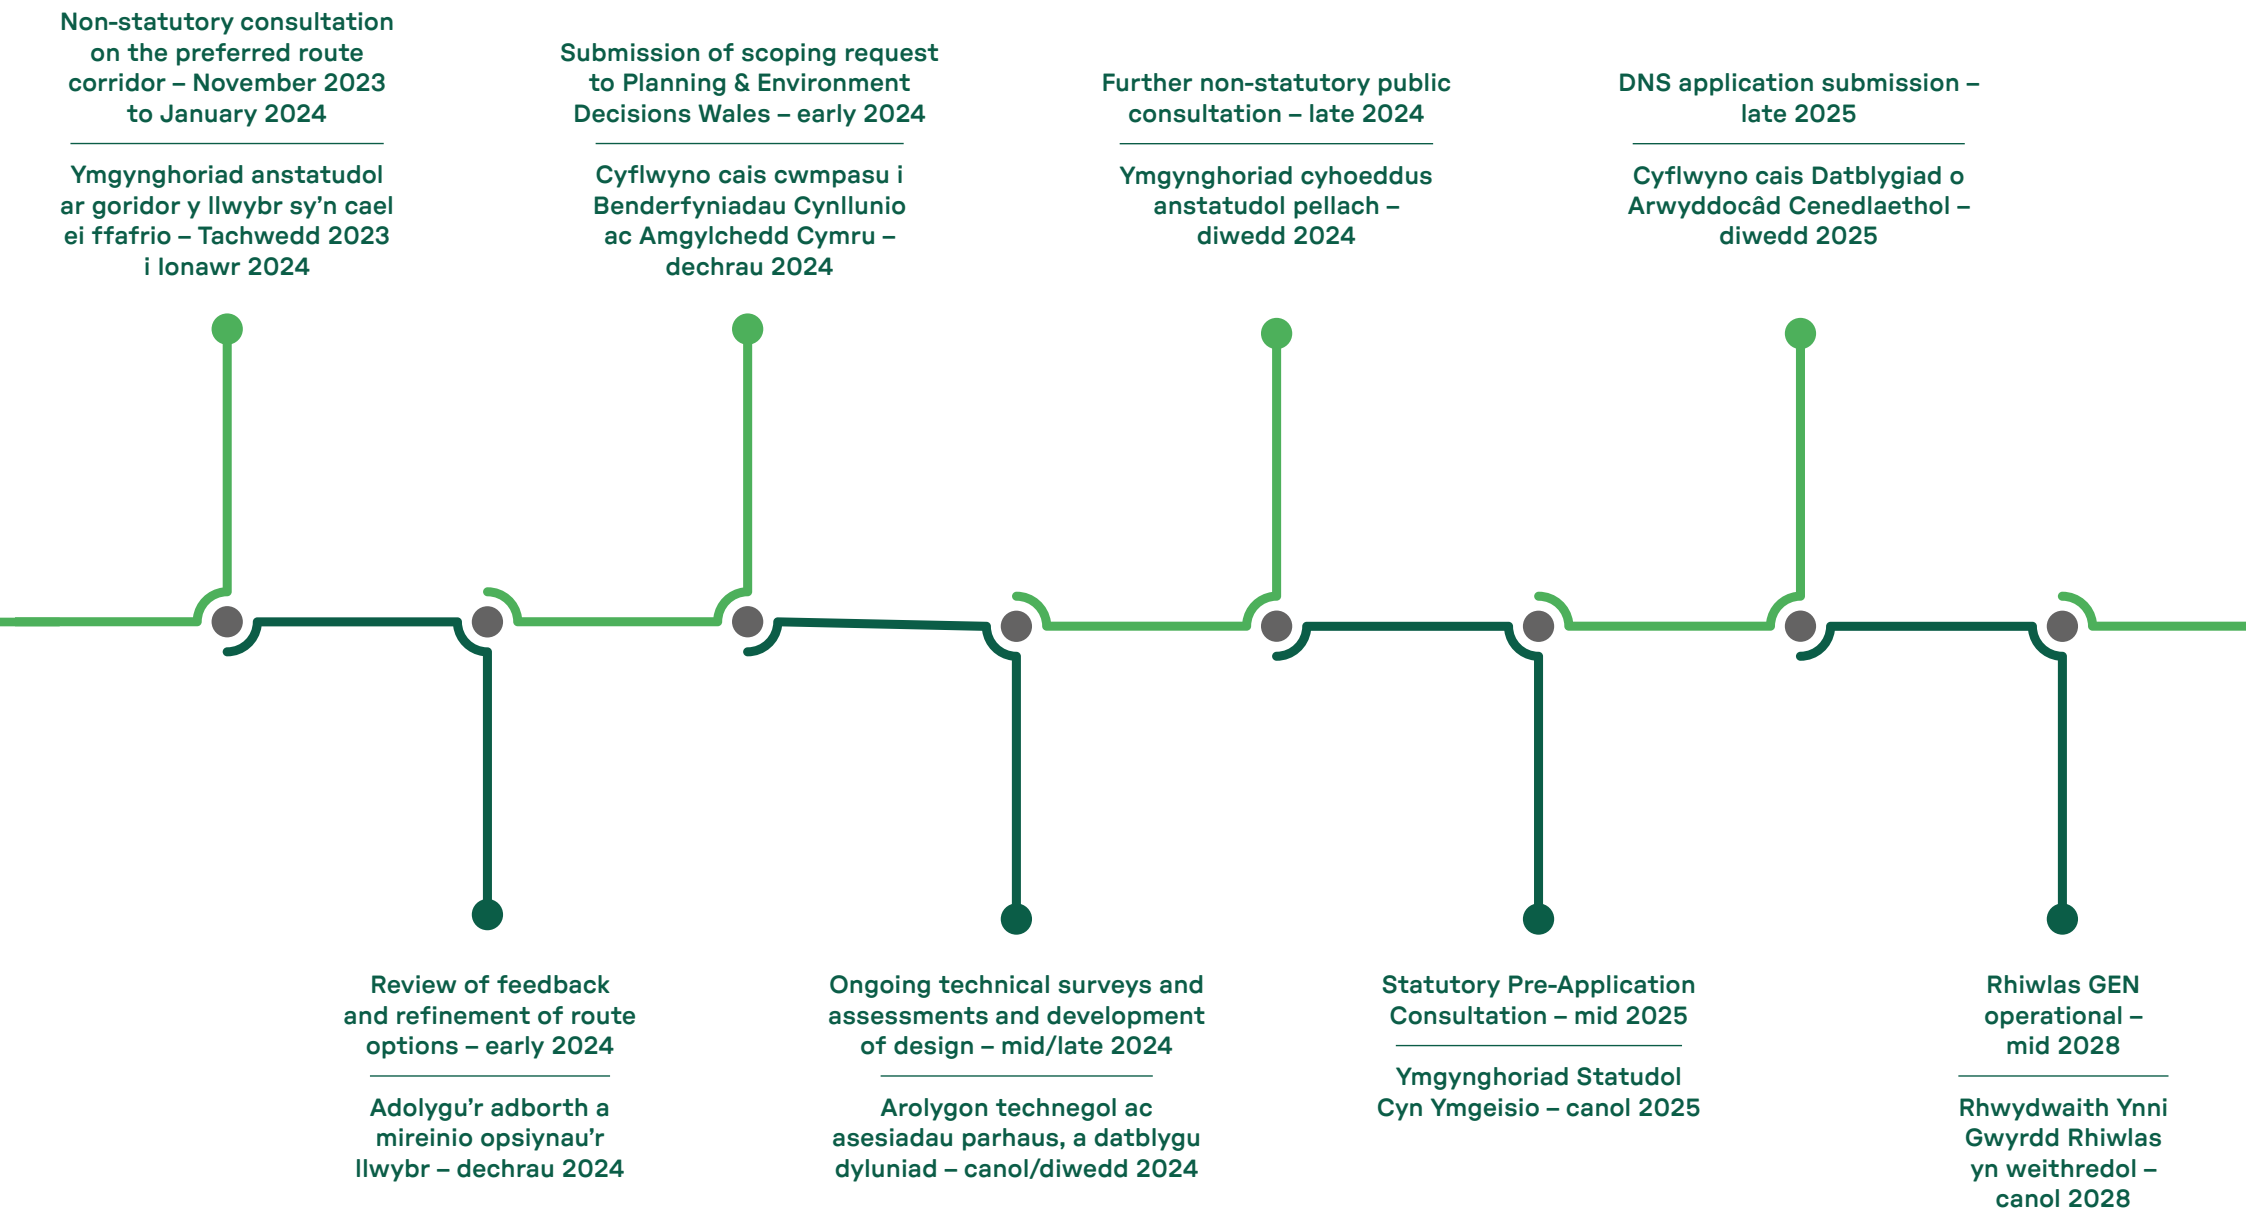 Non-statutory consultation
on the preferred route
corridor – November 2023
to January 2024
Ymgynghoriad anstatudol
ar goridor y llwybr sy’n cael
ei ffafrio – Tachwedd 2023
i Ionawr 2024
Review of feedback
and refinement of route
options – early 2024
Adolygu’r adborth a
mireinio opsiynau’r
llwybr – dechrau 2024
Submission of scoping request
to Planning & Environment
Decisions Wales – early 2024
Cyflwyno cais cwmpasu i
Benderfyniadau Cynllunio
ac Amgylchedd Cymru –
dechrau 2024
Ongoing technical surveys and
assessments and development
of design – mid/late 2024
Arolygon technegol ac
asesiadau parhaus, a datblygu
dyluniad – canol/diwedd 2024
Further non-statutory public
consultation – late 2024
Ymgynghoriad cyhoeddus
anstatudol pellach –
diwedd 2024
Statutory Pre-Application
Consultation – mid 2025
Ymgynghoriad Statudol
Cyn Ymgeisio – canol 2025
DNS application submission –
late 2025
Cyflwyno cais Datblygiad o
Arwyddocâd Cenedlaethol –
diwedd 2025
Rhiwlas GEN
operational –
mid 2028
Rhwydwaith Ynni
Gwyrdd Rhiwlas
yn weithredol –
canol 2028